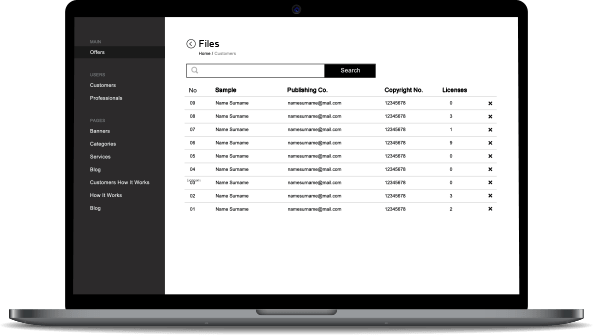 MAIN
Offers
USERS
Customers
Professionals
PAGES
Banners
Categories
Services
Blog
Customers How It Works
How It Works
Blog
Files
Home / Customers
Search
No Sample Publishing Co. Copyright No. Licenses
09 Name Surname namesurname@mail.com 12345678 0 ×
08 Name Surname namesurname@mail.com 12345678 3 ×
07 Name Surname namesurname@mail.com 12345678 1 ×
06 Name Surname namesurname@mail.com 12345678 9 ×
05 Name Surname namesurname@mail.com 12345678 0 ×
04 Name Surname namesurname@mail.com 12345678 0 ×
03 Name Surname namesurname@mail.com 12345678 0 ×
02 Name Surname namesurname@mail.com 12345678 3 ×
01 Name Surname namesurname@mail.com 12345678 2 ×